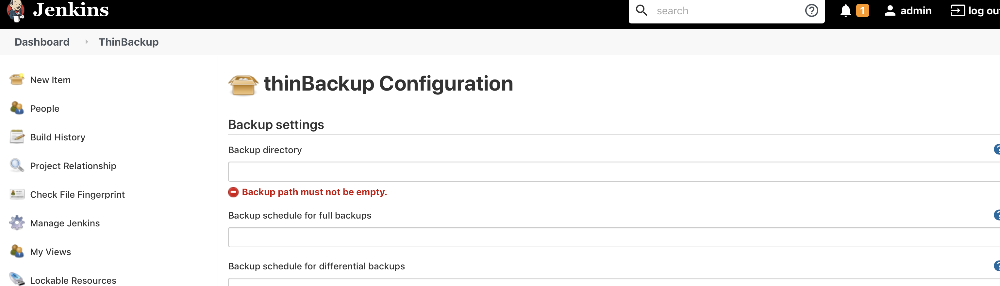 Jenkins
search
1
admin
log ou
Dashboard
ThinBackup
New Item
People
Build History
Project Relationship
Check File Fingerprint
Manage Jenkins
My Views
Lockable Resources
thinBackup Configuration
Backup settings
Backup directory
?
Backup path must not be empty.
Backup schedule for full backups
?
Backup schedule for differential backups
?